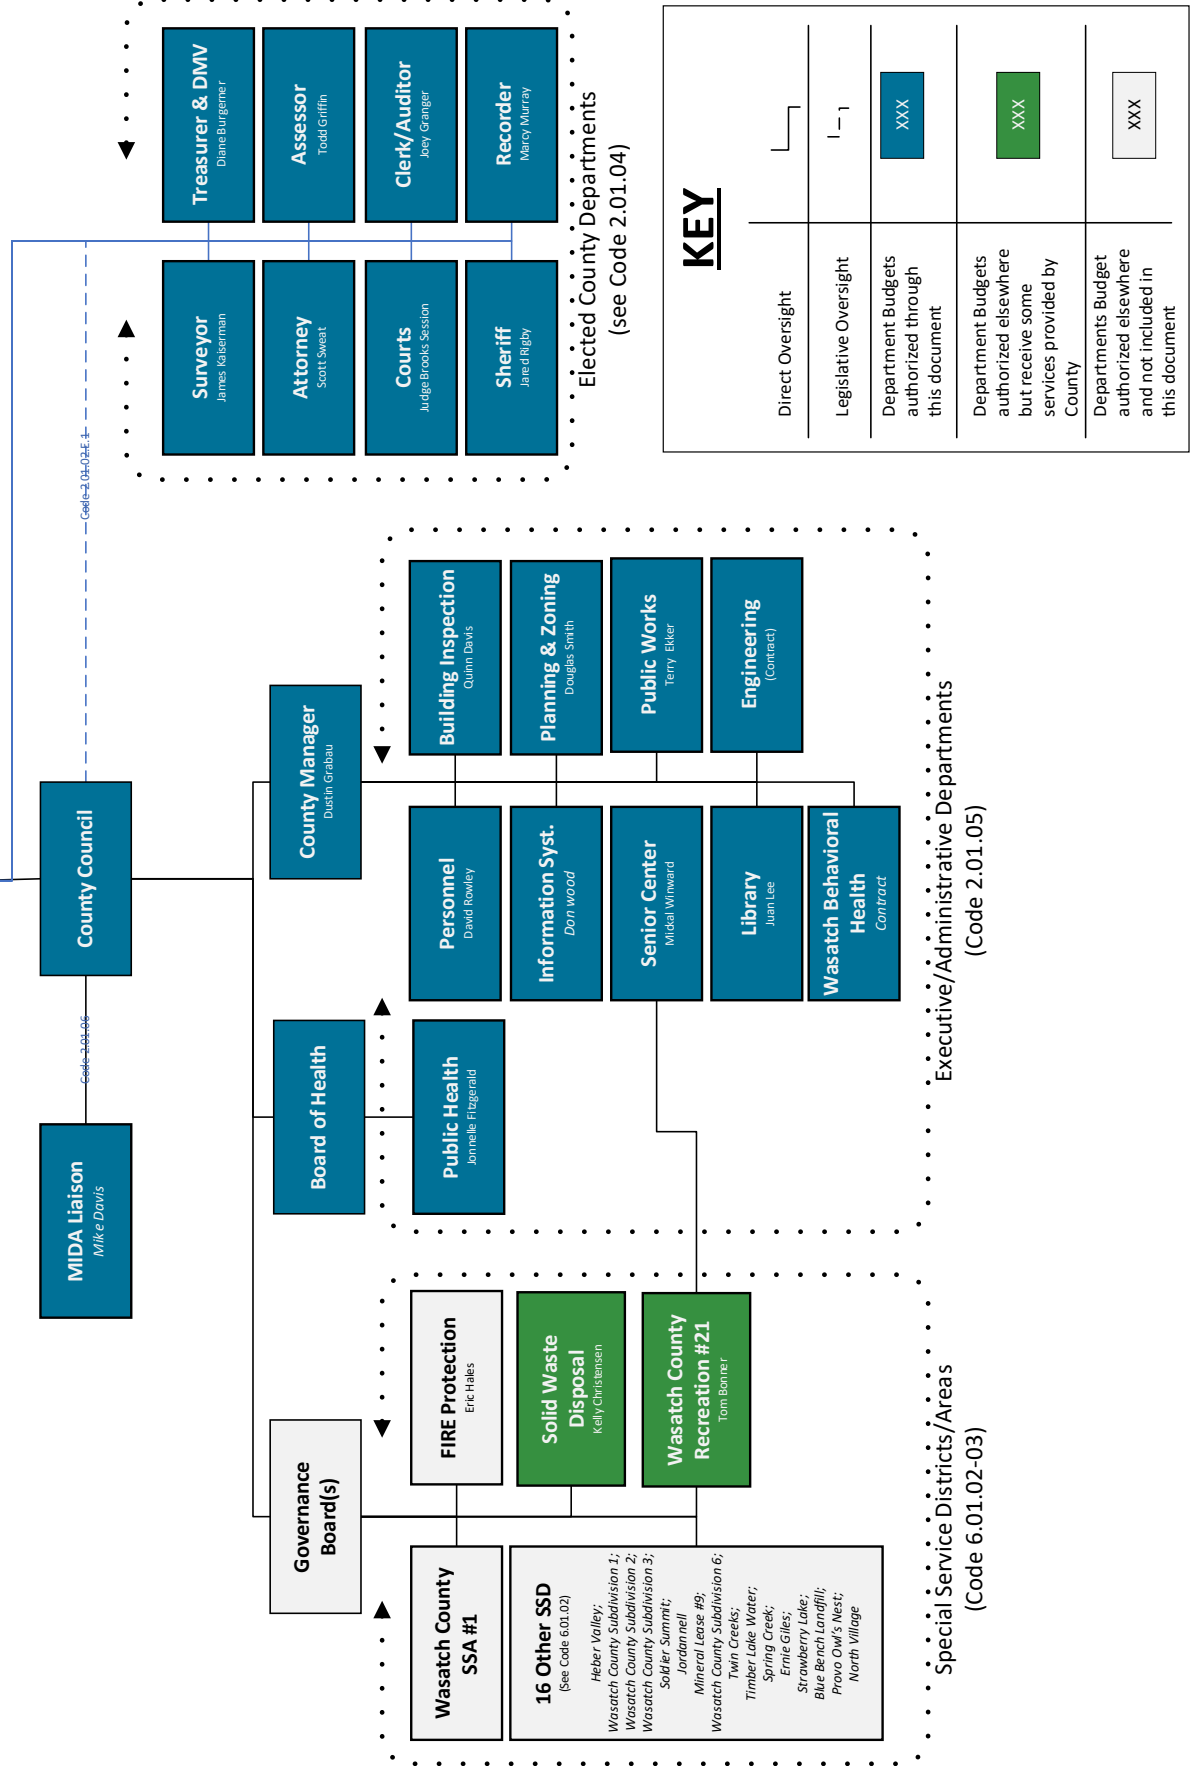 County Council
MIDA Liaison
Mike Davis
Code 2.01.06
Code 2.01.02.E.1
Governance
Board(s)
Board of Health
County Manager
Dustin Grabau
Wasatch County
SSA #1
FIRE Protection
Eric Hales
16 Other SSD
(See Code 6.01.02)
Heber Valley;
Wasatch County Subdivision 1;
Wasatch County Subdivision 2;
Wasatch County Subdivision 3;
Soldier Summit;
Jordannell
Mineral Lease #9;
Wasatch County Subdivision 6;
Twin Creeks;
Timber Lake Water;
Spring Creek;
Ernie Giles;
Strawberry Lake;
Blue Bench Landfill;
Provo Owl's Nest;
North Village
Solid Waste
Disposal
Kelly Christensen
Wasatch County
Recreation #21
Tom Bonner
Special Service Districts/Areas
(Code 6.01.02-03)
Public Health
Jonnelle Fitzgerald
Personnel
David Rowley
Building Inspection
Quinn Davis
Information Syst.
Don wood
Planning & Zoning
Douglas Smith
Senior Center
Mickal Winward
Public Works
Terry Ekker
Library
Juan Lee
Engineering
(Contract)
Wasatch Behavioral
Health
Contract
Executive/Administrative Departments
(Code 2.01.05)
Surveyor
James Kaiserman
Treasurer & DMV
Diane Burgerner
Attorney
Scott Sweat
Assessor
Todd Griffin
Courts
Judge Brooks Session
Clerk/Auditor
Joey Granger
Sheriff
Jared Rigby
Recorder
Marcy Murray
Elected County Departments
(see Code 2.01.04)
KEY
Direct Oversight
Legislative Oversight
Department Budgets
authorized through
this document
XXX
Department Budgets
authorized elsewhere
but receive some
services provided by
County
XXX
Departments Budget
authorized elsewhere
and not included in
this document
XXX